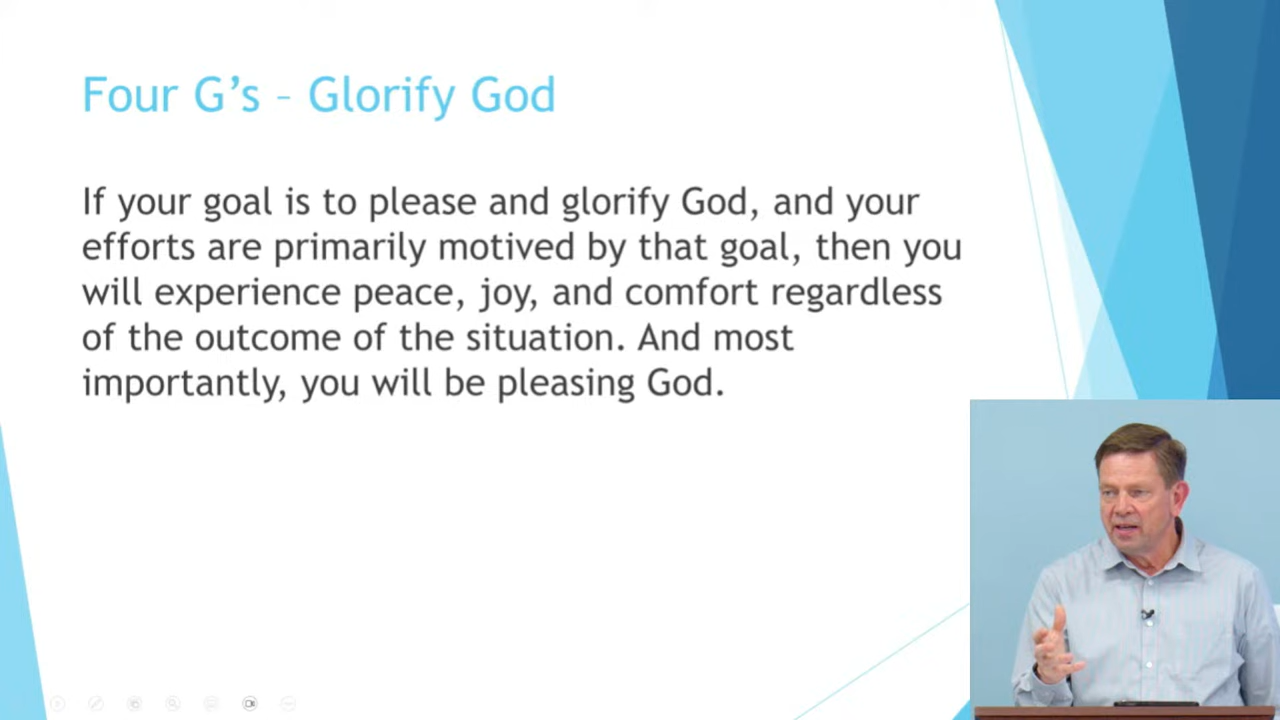 Four G’s – Glorify God
If your goal is to please and glorify God, and your
efforts are primarily motived by that goal, then you
will experience peace, joy, and comfort regardless
of the outcome of the situation. And most
importantly, you will be pleasing God.